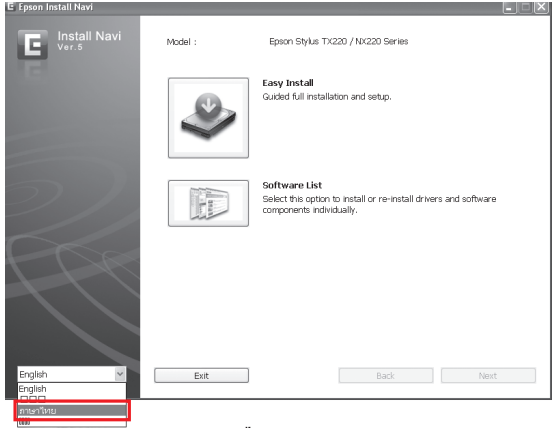 Epson Install Navi
Install Navi
Ver.5
Model :
Epson Stylus TX220 / NX220 Series
Easy Install
Guided full installation and setup.
Software List
Select this option to install or re-install drivers and software
components individually.
English
Exit
Back
Next
English
ภาษาไทย